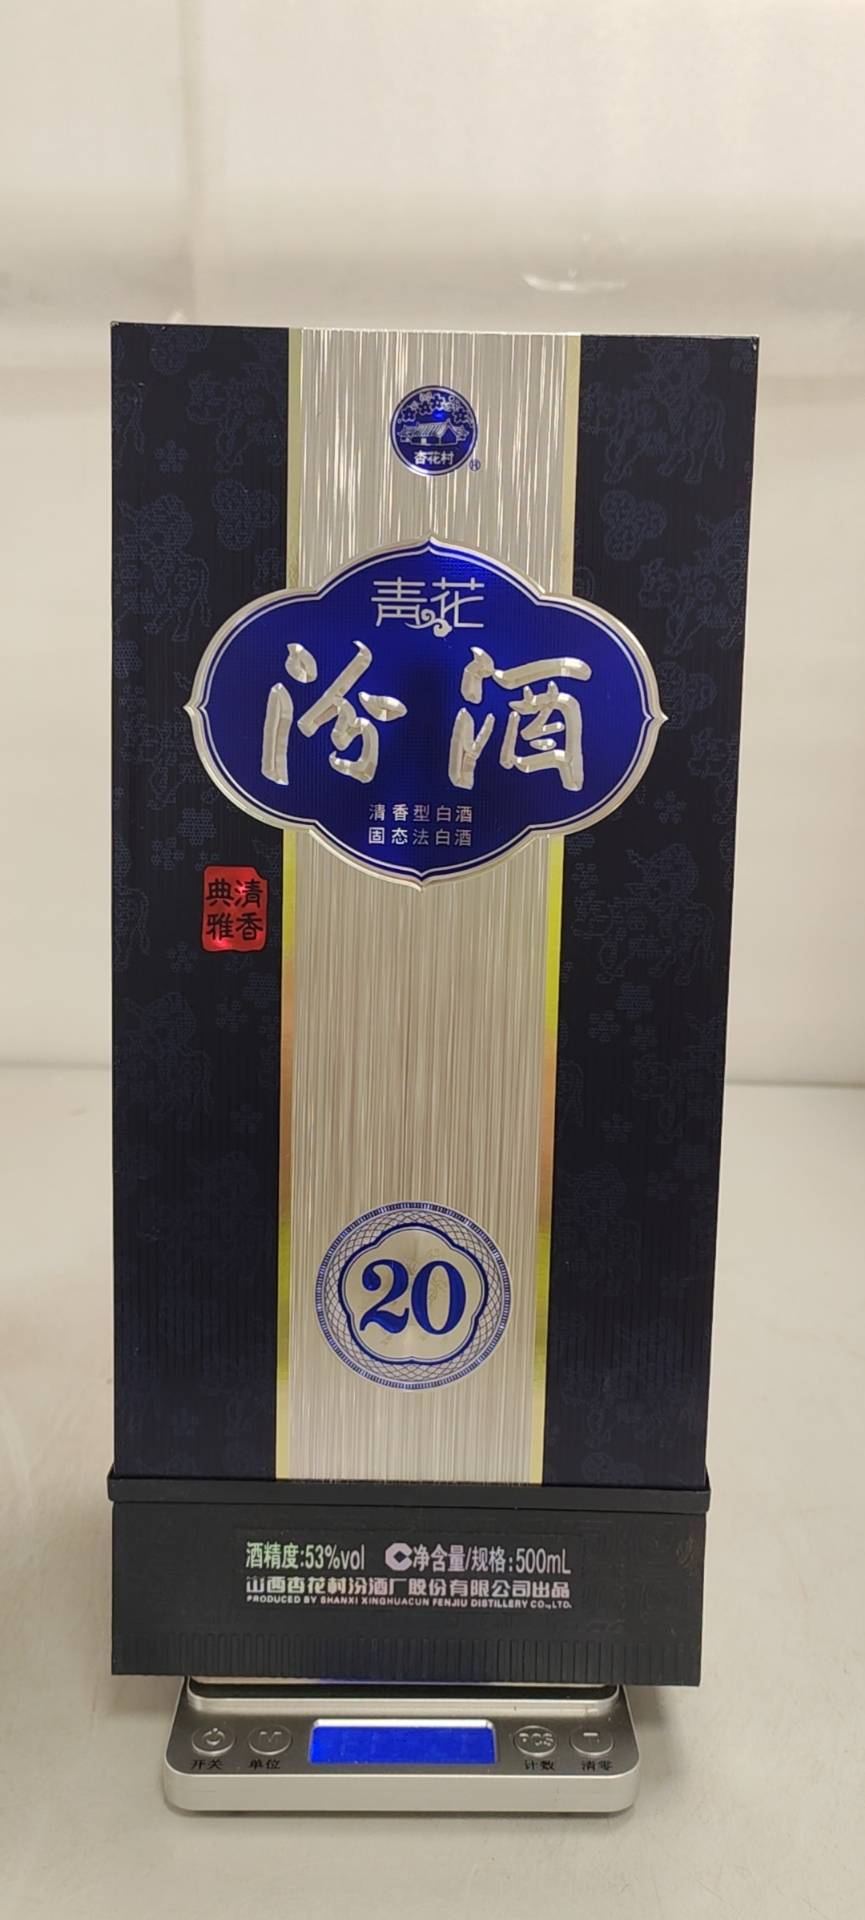 杏花村
青花
汾酒
清香型白酒
固态法白酒
清香
典雅
20
酒精度:53%vol 净含量/规格:500mL
山西杏花村汾酒厂股份有限公司出品
PRODUCED BY SHANXI XINGHUACUN FENJIU DISTILLERY CO.,LTD.
开关 单位 计数 清零